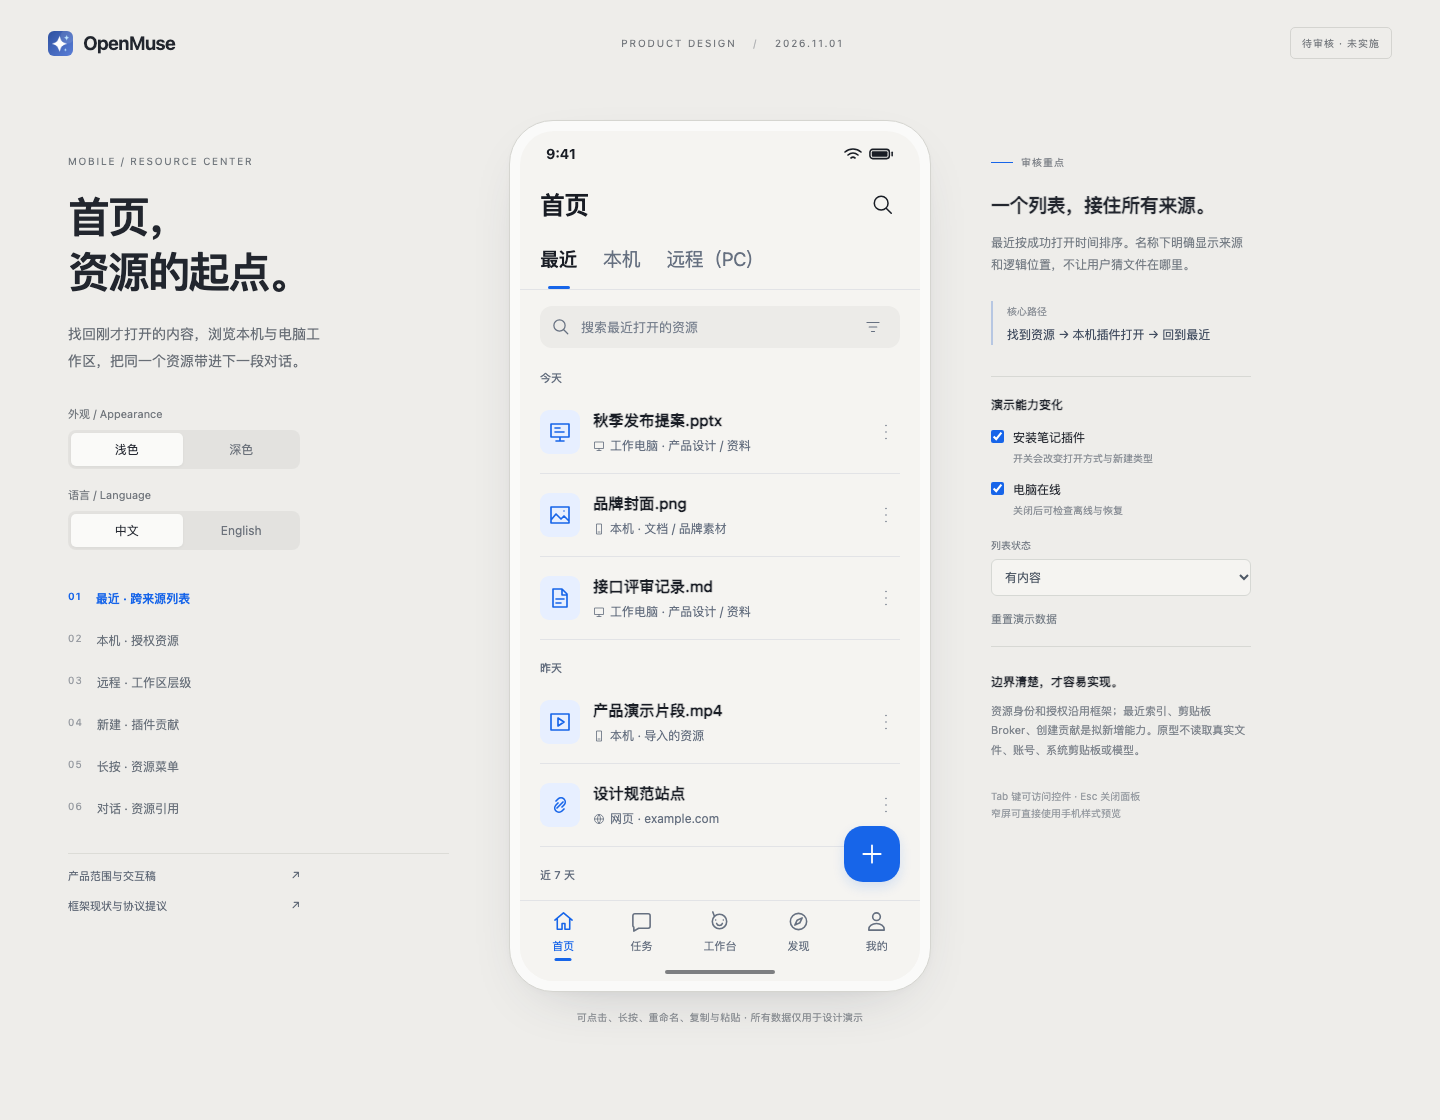 OpenMuse
PRODUCT DESIGN / 2026.11.01
待审核 · 未实施
MOBILE / RESOURCE CENTER
首页，
资源的起点。
找回刚才打开的内容，浏览本机与电脑工
作区，把同一个资源带进下一段对话。
外观 / Appearance
浅色 深色
语言 / Language
中文 English
01 最近 · 跨来源列表
02 本机 · 授权资源
03 远程 · 工作区层级
04 新建 · 插件贡献
05 长按 · 资源菜单
06 对话 · 资源引用
产品范围与交互稿 ↗
框架现状与协议提议 ↗
9:41
首页
最近 本机 远程（PC）
搜索最近打开的资源
今天
秋季发布提案.pptx
工作电脑 · 产品设计 / 资料
品牌封面.png
本机 · 文档 / 品牌素材
接口评审记录.md
工作电脑 · 产品设计 / 资料
昨天
产品演示片段.mp4
本机 · 导入的资源
设计规范站点
网页 · example.com
近 7 天
首页 任务 工作台 发现 我的
可点击、长按、重命名、复制与粘贴 · 所有数据仅用于设计演示
审核重点
一个列表，接住所有来源。
最近按成功打开时间排序。名称下明确显示来源
和逻辑位置，不让用户猜文件在哪里。
核心路径
找到资源 → 本机插件打开 → 回到最近
演示能力变化
安装笔记插件
开关会改变打开方式与新建类型
电脑在线
关闭后可检查离线与恢复
列表状态
有内容
重置演示数据
边界清楚，才容易实现。
资源身份和授权沿用框架；最近索引、剪贴板
Broker、创建贡献是拟新增能力。原型不读取真实文
件、账号、系统剪贴板或模型。
Tab 键可访问控件 · Esc 关闭面板
窄屏可直接使用手机样式预览